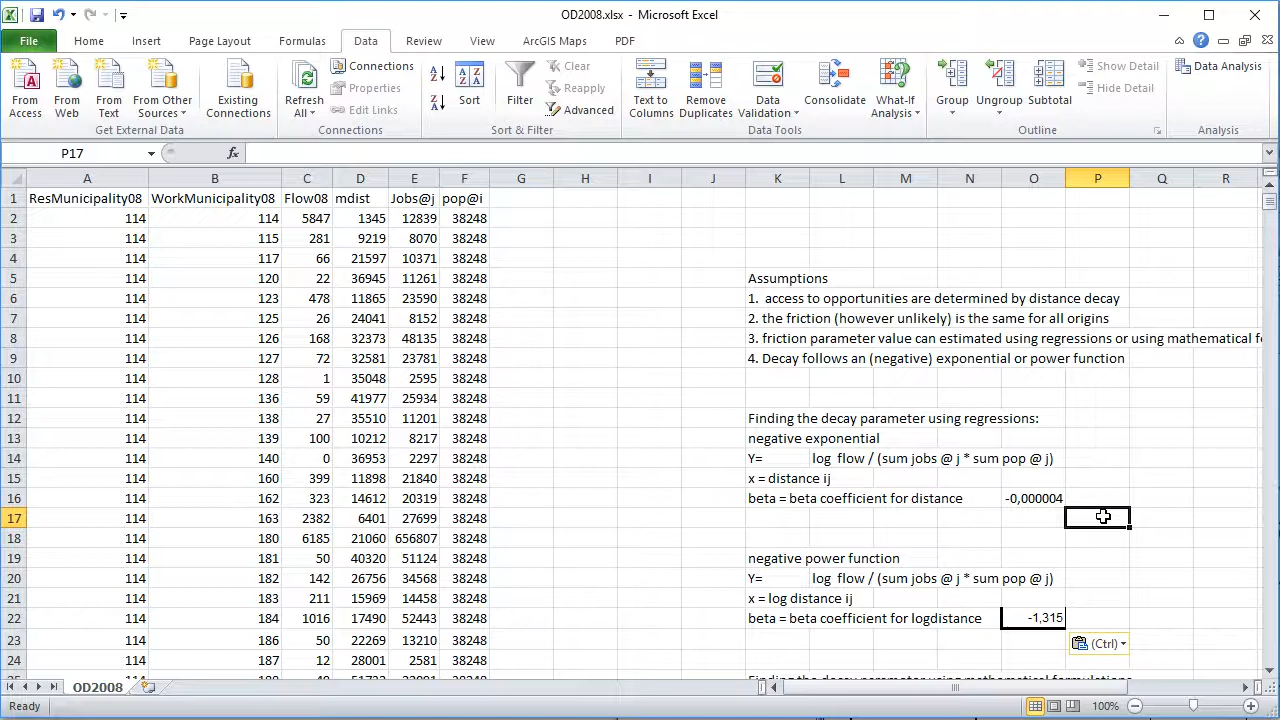 OD2008.xlsx - Microsoft Excel
File Home Insert Page Layout Formulas Data Review View ArcGIS Maps PDF
From Access
From Web
From Text
From Other Sources
Existing Connections
Get External Data
Refresh All
Connections
Properties
Edit Links
Connections
Sort
Filter
Clear
Reapply
Advanced
Sort & Filter
Text to Columns
Remove Duplicates
Data Validation
Consolidate
What-If Analysis
Data Tools
Group
Ungroup
Subtotal
Show Detail
Hide Detail
Outline
Data Analysis
Analysis
P17 fx
A B C D E F G H I J K L M N O P Q R
1 ResMunicipality08 WorkMunicipality08 Flow08 mdist Jobs@j pop@i
2 114 114 5847 1345 12839 38248
3 114 115 281 9219 8070 38248
4 114 117 66 21597 10371 38248
5 114 120 22 36945 11261 38248 Assumptions
6 114 123 478 11865 23590 38248 1. access to opportunities are determined by distance decay
7 114 125 26 24041 8152 38248 2. the friction (however unlikely) is the same for all origins
8 114 126 168 32373 48135 38248 3. friction parameter value can estimated using regressions or using mathematical f
9 114 127 72 32581 23781 38248 4. Decay follows an (negative) exponential or power function
10 114 128 1 35048 2595 38248
11 114 136 59 41977 25934 38248
12 114 138 27 35510 11201 38248 Finding the decay parameter using regressions:
13 114 139 100 10212 8217 38248 negative exponential
14 114 140 0 36953 2297 38248 Y= log flow / (sum jobs @ j * sum pop @ j)
15 114 160 399 11898 21840 38248 x = distance ij
16 114 162 323 14612 20319 38248 beta = beta coefficient for distance -0,000004
17 114 163 2382 6401 27699 38248
18 114 180 6185 21060 656807 38248
19 114 181 50 40320 51124 38248 negative power function
20 114 182 142 26756 34568 38248 Y= log flow / (sum jobs @ j * sum pop @ j)
21 114 183 211 15969 14458 38248 x = log distance ij
22 114 184 1016 17490 52443 38248 beta = beta coefficient for logdistance -1,315
23 114 186 50 22269 13210 38248 (Ctrl)
24 114 187 12 28001 2581 38248
Finding the decay parameter using mathematical formulations
OD2008
Ready 100%